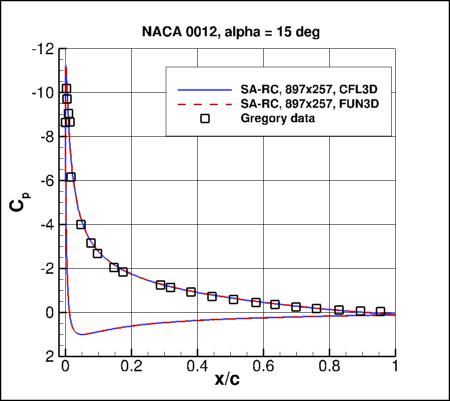 NACA 0012, alpha = 15 deg
SA-RC, 897x257, CFL3D
SA-RC, 897x257, FUN3D
Gregory data
-12
-10
-8
-6
-4
-2
0
2
Cp
0
0.2
0.4
0.6
0.8
1
x/c